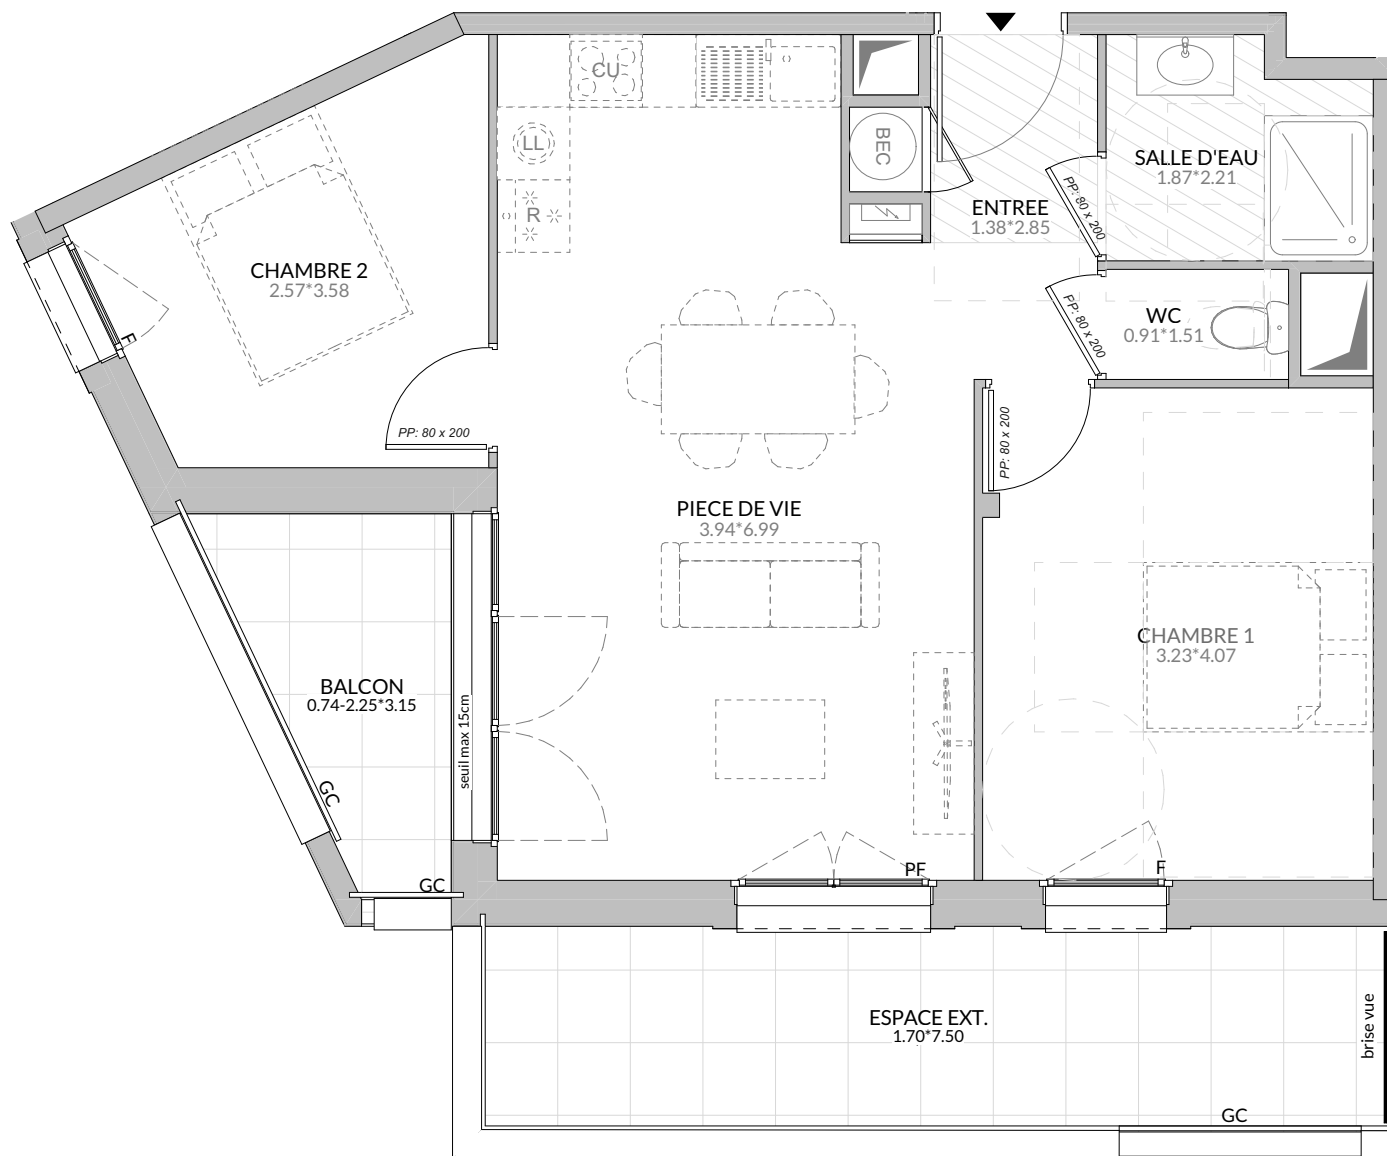 CU
BEC
LL
R
SALLE D'EAU
1.87*2.21
PP: 80 x 200
ENTREE
1.38*2.85
CHAMBRE 2
2.57*3.58
F
WC
0.91*1.51
PP: 80 x 200
PP: 80 x 200
PP: 80 x 200
PIECE DE VIE
3.94*6.99
CHAMBRE 1
3.23*4.07
BALCON
0.74-2.25*3.15
seuil max 15cm
GC
GC
PF
F
ESPACE EXT.
1.70*7.50
brise vue
GC